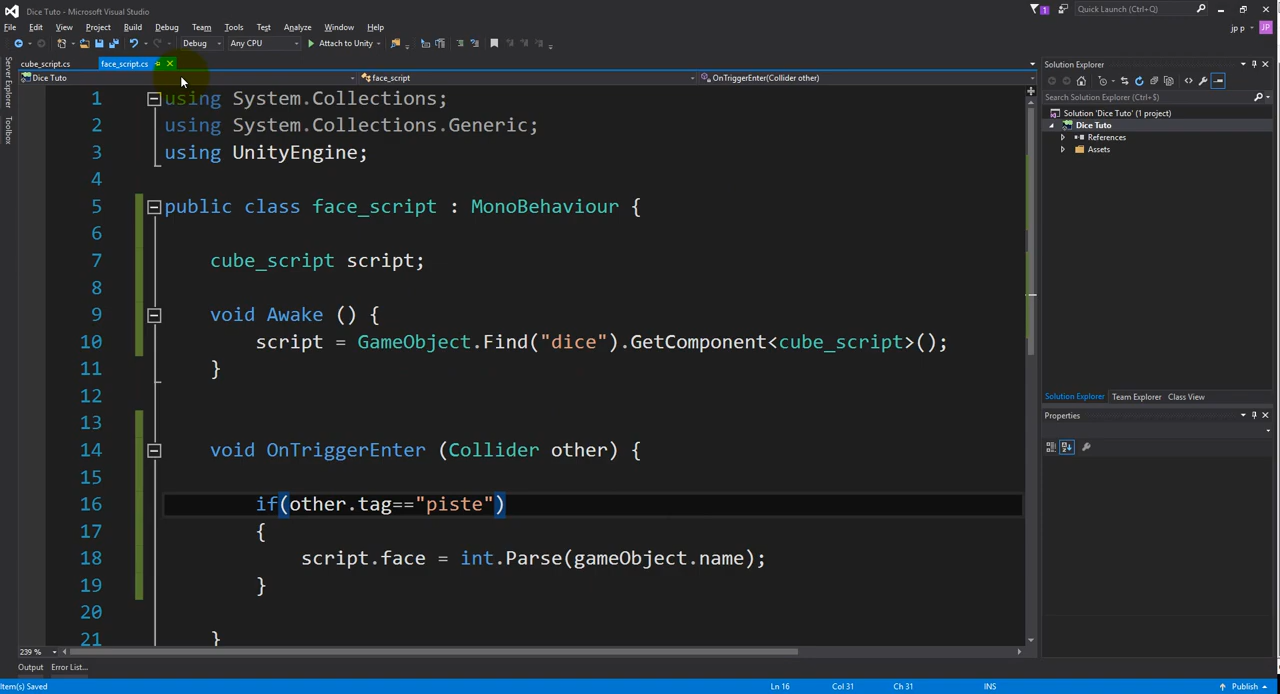 Dice Tuto - Microsoft Visual Studio
1
Quick Launch (Ctrl+Q)
File Edit View Project Build Debug Team Tools Test Analyze Window Help
jp p
JP
Debug Any CPU Attach to Unity
Server Explorer
Toolbox
cube_script.cs face_script.cs
Dice Tuto face_script OnTriggerEnter(Collider other)
1 using System.Collections;
2 using System.Collections.Generic;
3 using UnityEngine;
4
5 public class face_script : MonoBehaviour {
6
7 cube_script script;
8
9 void Awake () {
10 script = GameObject.Find("dice").GetComponent<cube_script>();
11 }
12
13
14 void OnTriggerEnter (Collider other) {
15
16 if(other.tag=="piste")
17 {
18 script.face = int.Parse(gameObject.name);
19 }
20
21 }
239 %
Solution Explorer
Search Solution Explorer (Ctrl+$)
Solution 'Dice Tuto' (1 project)
Dice Tuto
References
Assets
Solution Explorer Team Explorer Class View
Properties
Output Error List...
Item(s) Saved Ln 16 Col 31 Ch 31 INS Publish